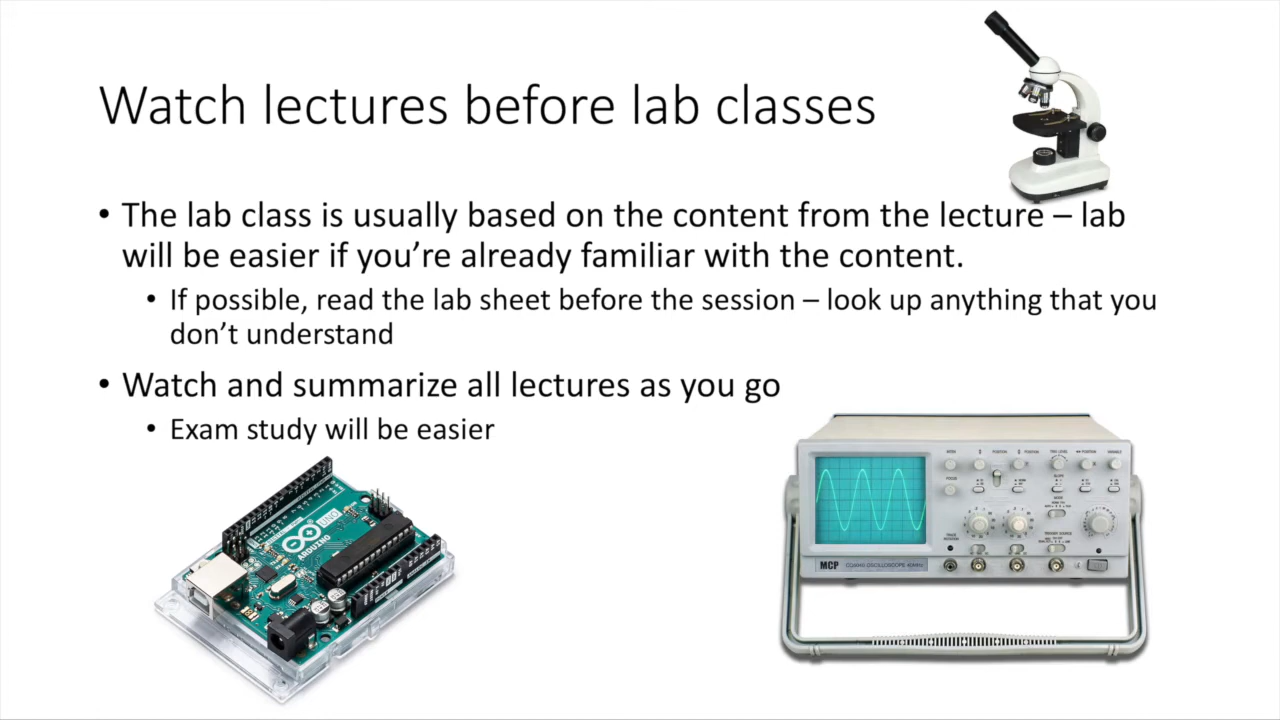 Watch lectures before lab classes
• The lab class is usually based on the content from the lecture – lab
will be easier if you’re already familiar with the content.
• If possible, read the lab sheet before the session – look up anything that you
don’t understand
• Watch and summarize all lectures as you go
• Exam study will be easier
UNO
ARDUINO
MCP